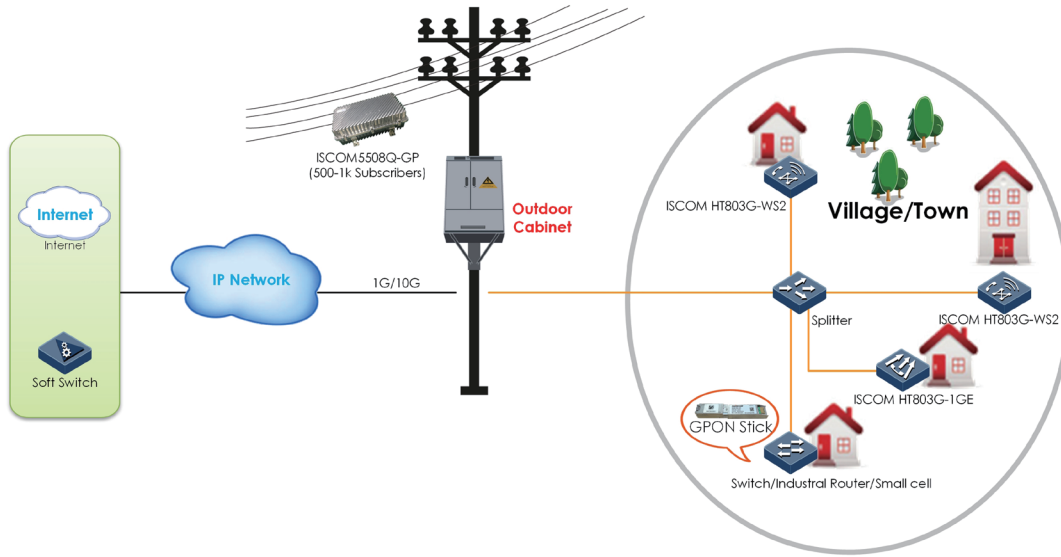 Internet
Internet
Soft Switch
IP Network
1G/10G
ISCOM5508Q-GP
(500-1k Subscribers)
Outdoor
Cabinet
ISCOM HT803G-WS2
Village/Town
Splitter
ISCOM HT803G-WS2
ISCOM HT803G-1GE
GPON Stick
Switch/Industral Router/Small cell